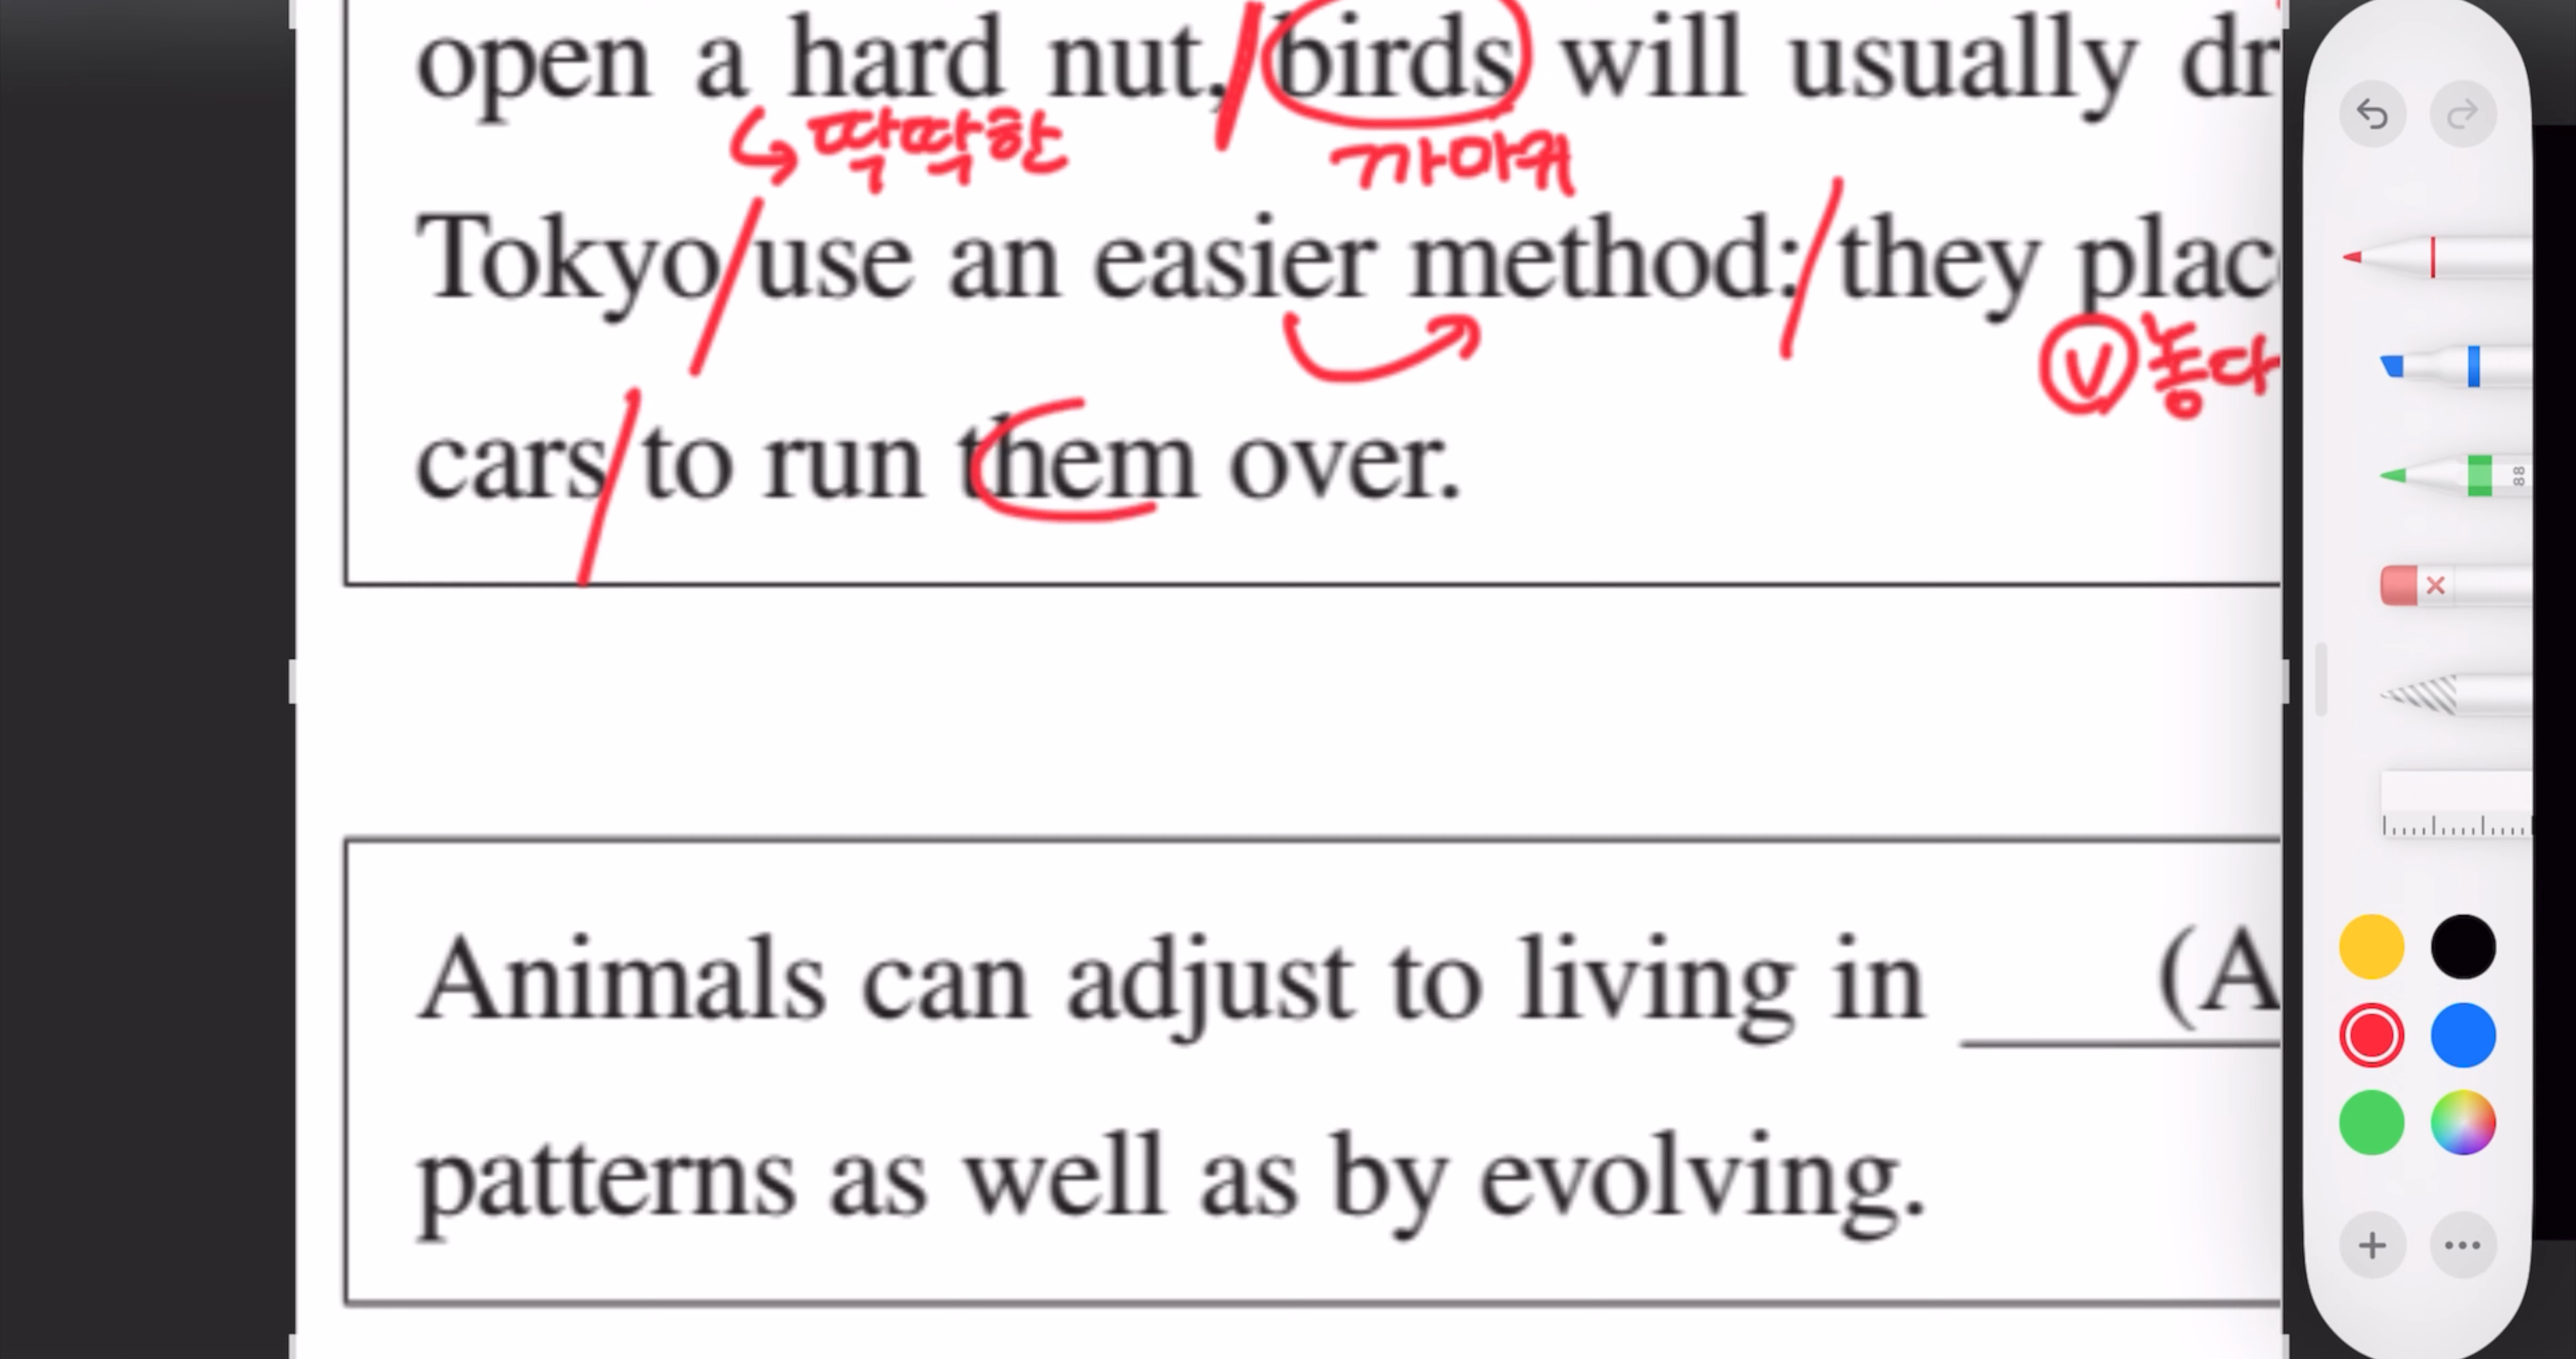 open a hard nut, birds will usually dr
딱딱한 까마귀
Tokyo use an easier method: they plac
V 놓다
cars to run them over.
88
Animals can adjust to living in (A
patterns as well as by evolving.